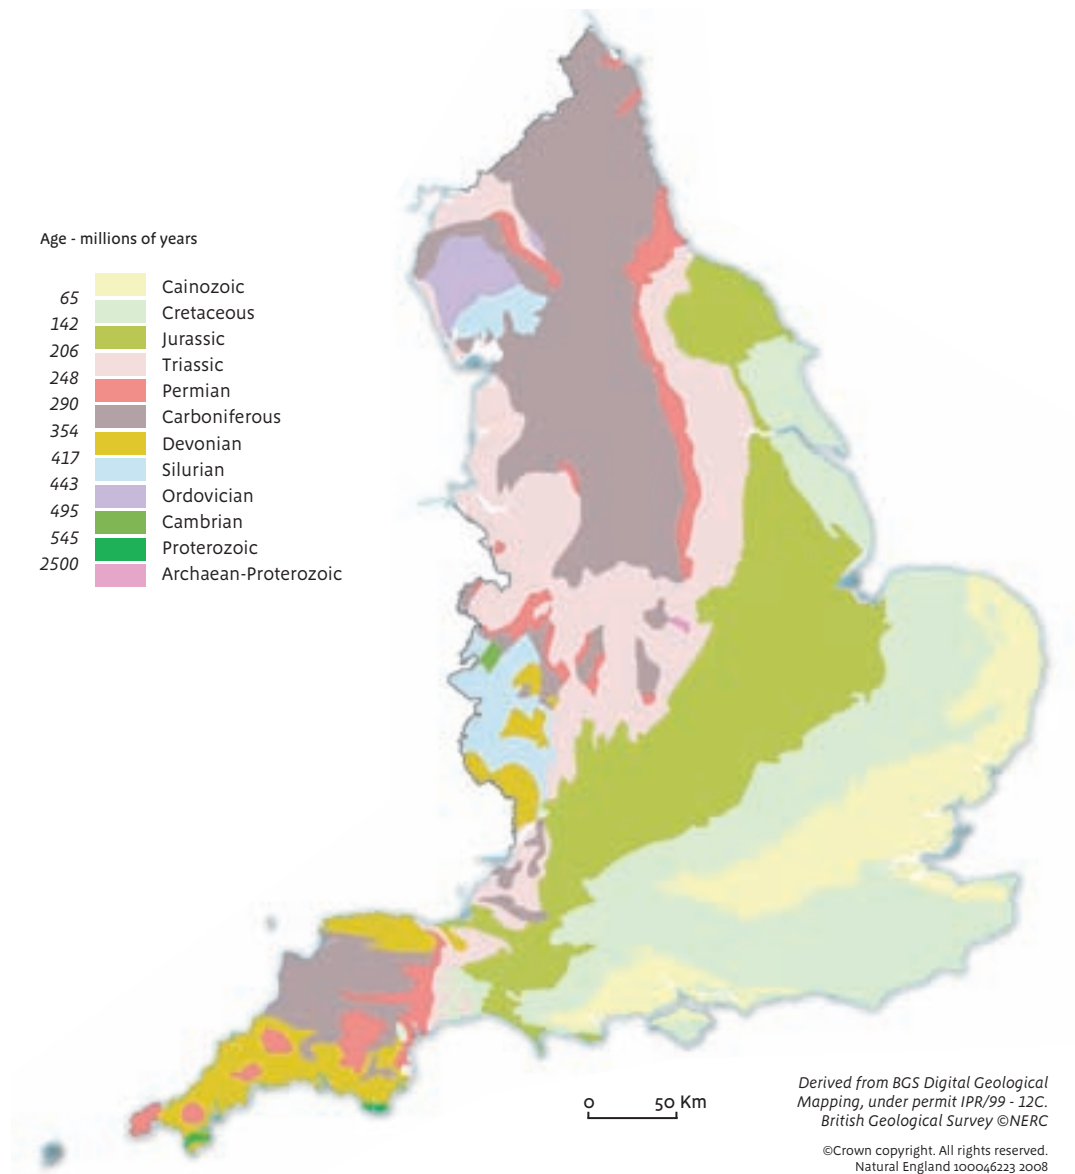 Age - millions of years
Cainozoic
65
Cretaceous
142
Jurassic
206
Triassic
248
Permian
290
Carboniferous
354
Devonian
417
Silurian
443
Ordovician
495
Cambrian
545
Proterozoic
2500
Archaean-Proterozoic
0 50 Km
Derived from BGS Digital Geological
Mapping, under permit IPR/99 - 12C.
British Geological Survey ©NERC
©Crown copyright. All rights reserved.
Natural England 100046223 2008